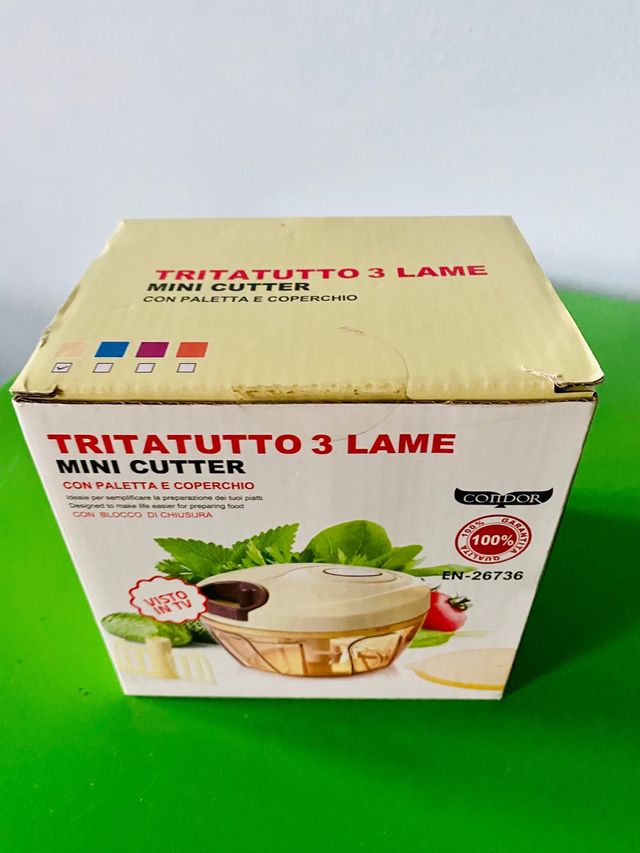 TRITATUTTO 3 LAME
MINI CUTTER
CON PALETTA E COPERCHIO
TRITATUTTO 3 LAME
MINI CUTTER
CON PALETTA E COPERCHIO
Ideale per semplificare la preparazione dei tuoi piatti
Designed to make life easier for preparing food
CON BLOCCO DI CHIUSURA
CONDOR
100% GARANTITA
100%
QUALITÀ
EN-26736
VISTO
IN TV